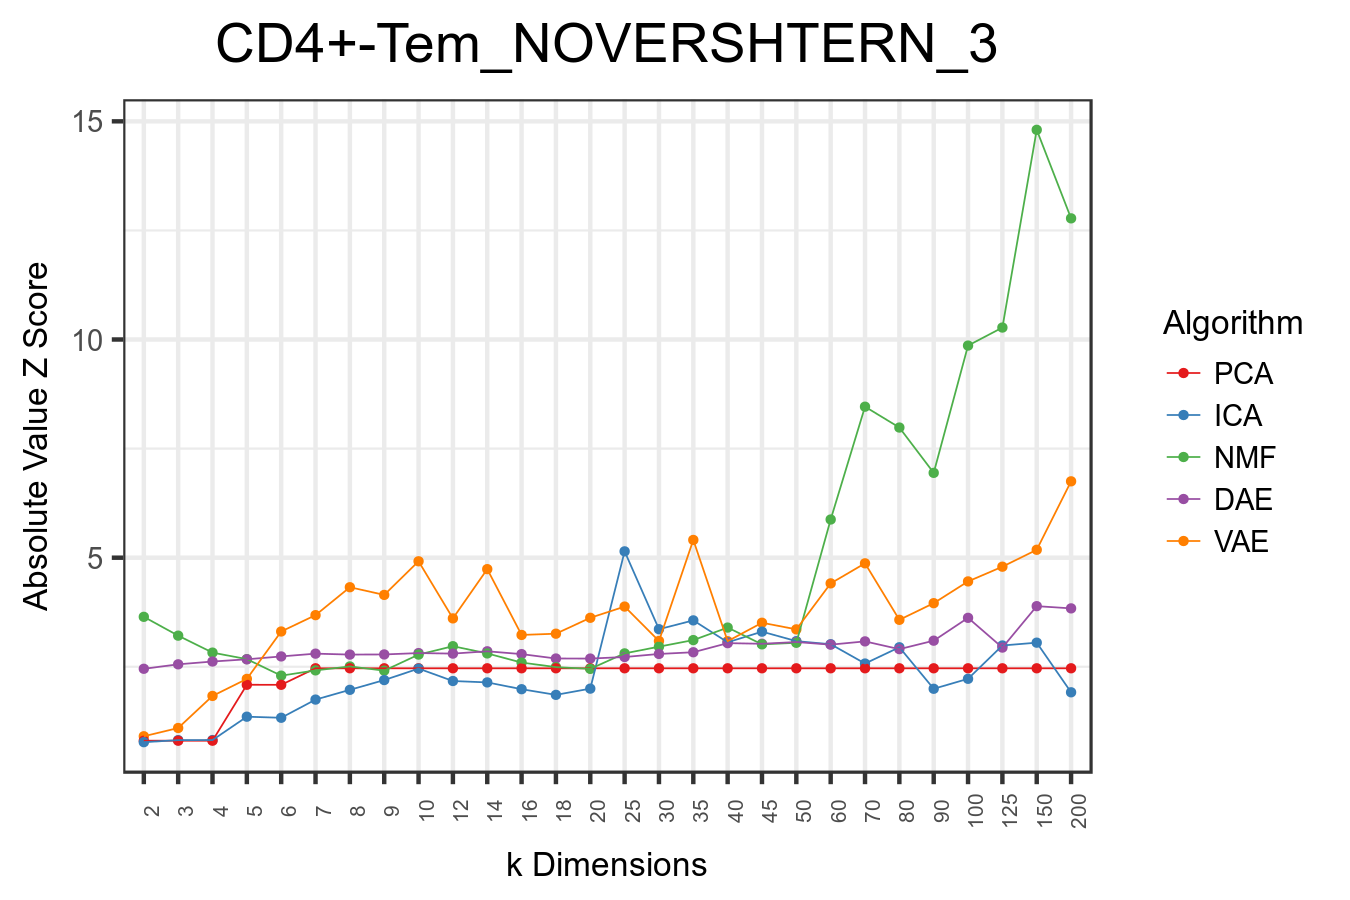 CD4+-Tem_NOVERSHTERN_3
Absolute Value Z Score
15
10
5
2 3 4 5 6 7 8 9 10 12 14 16 18 20 25 30 35 40 45 50 60 70 80 90 100 125 150 200
k Dimensions
Algorithm
PCA
ICA
NMF
DAE
VAE